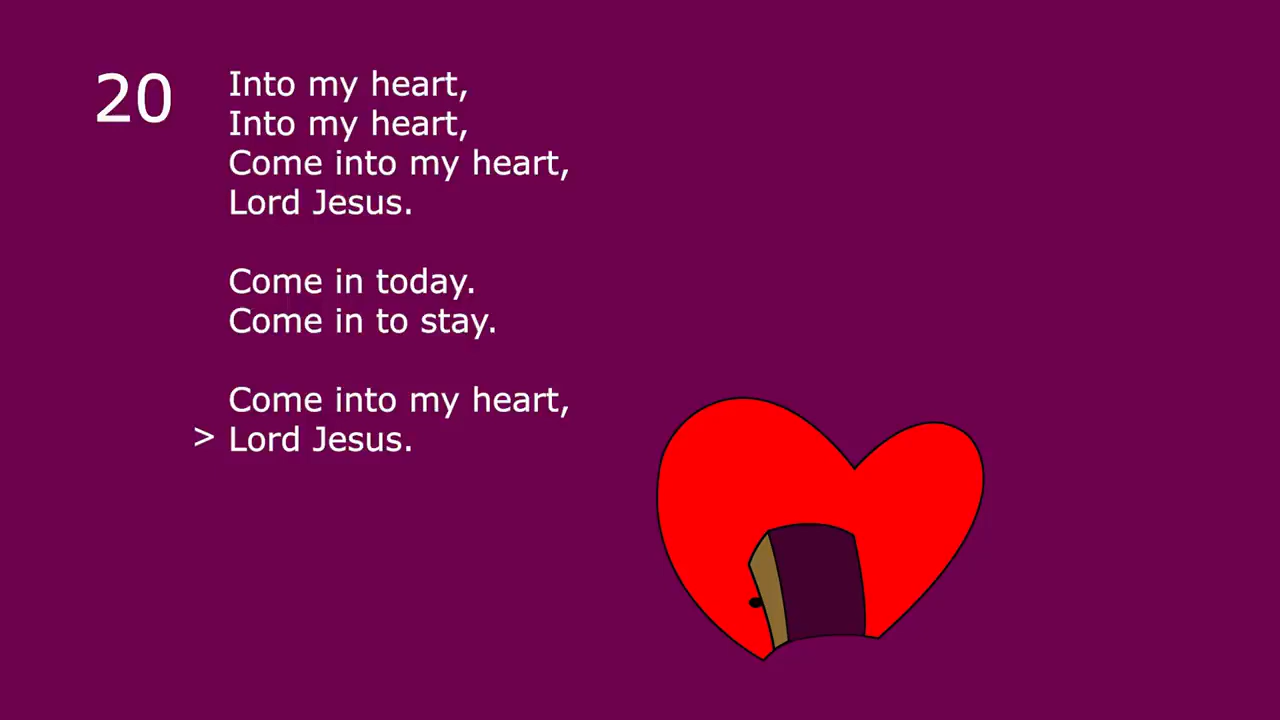 20
Into my heart,
Into my heart,
Come into my heart,
Lord Jesus.
Come in today.
Come in to stay.
Come into my heart,
> Lord Jesus.